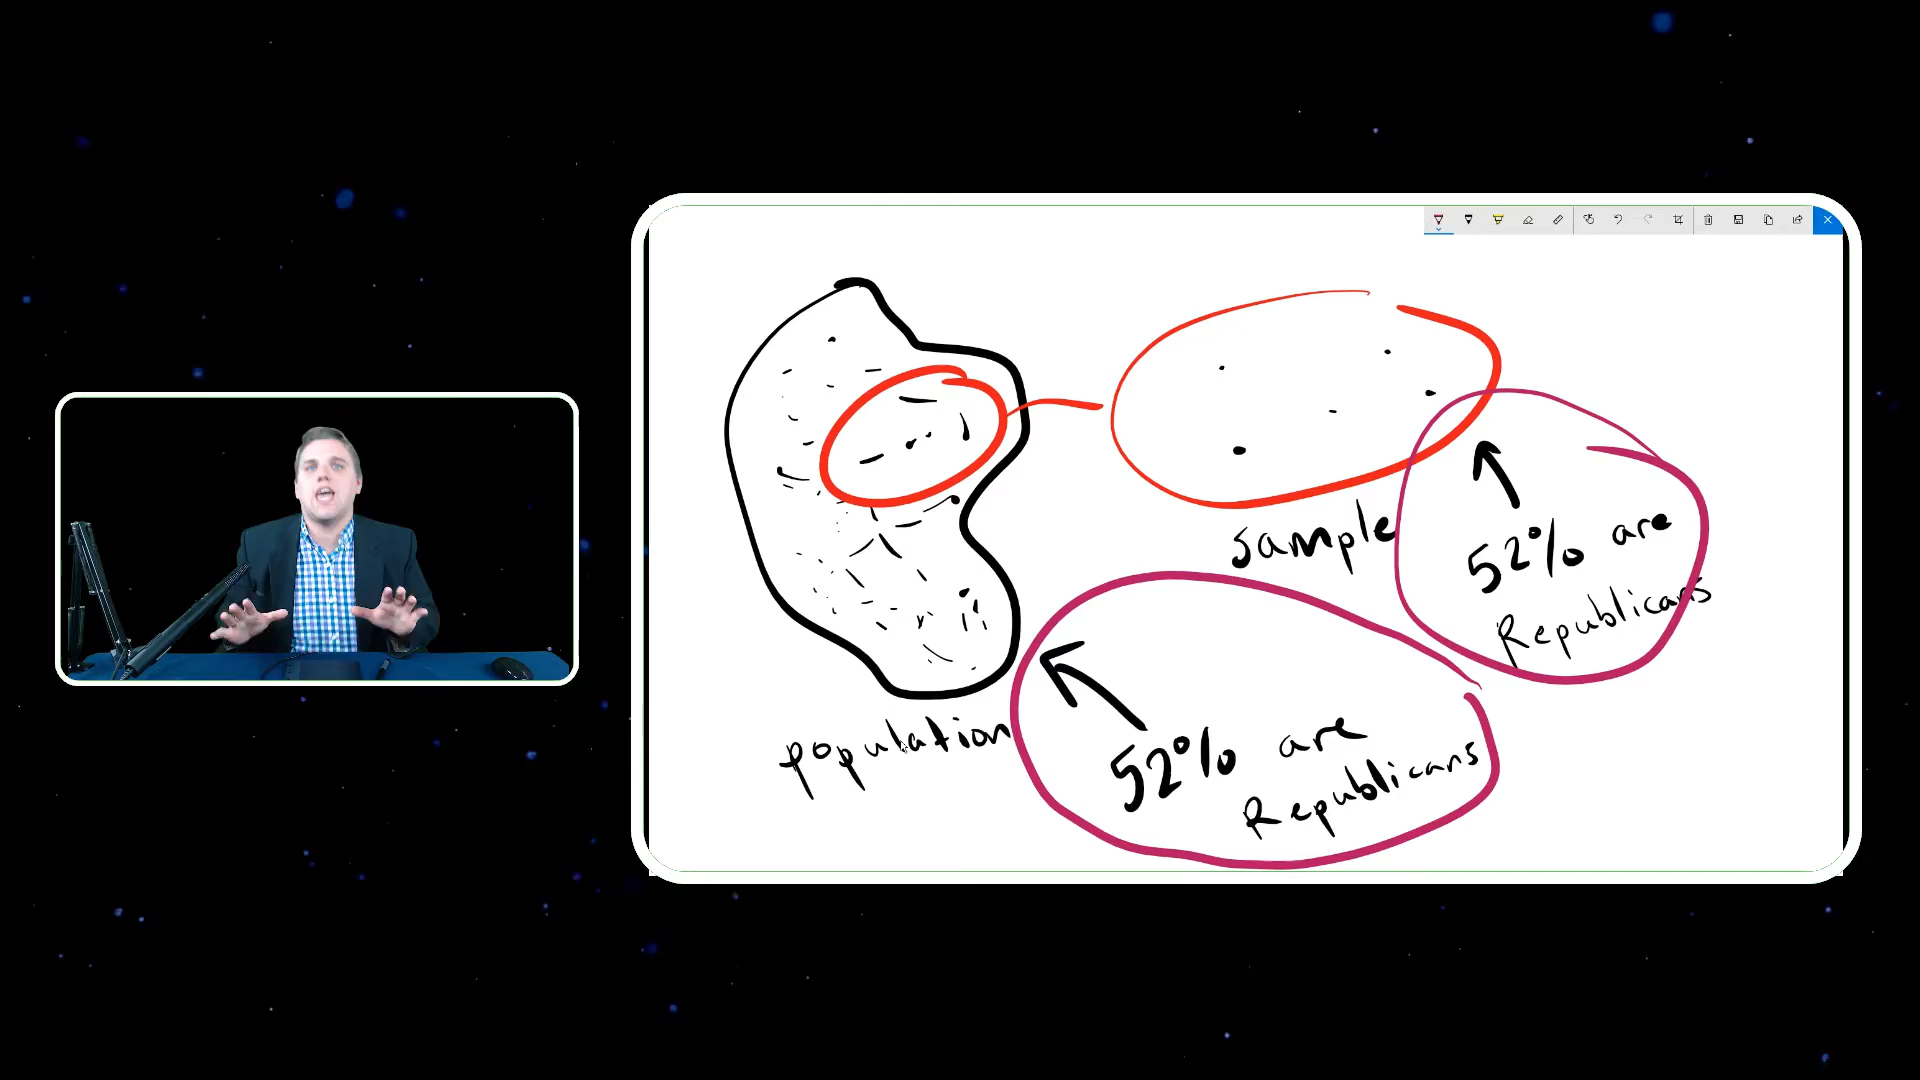 sample
52% are
Republicans
population
52% are
Republicans